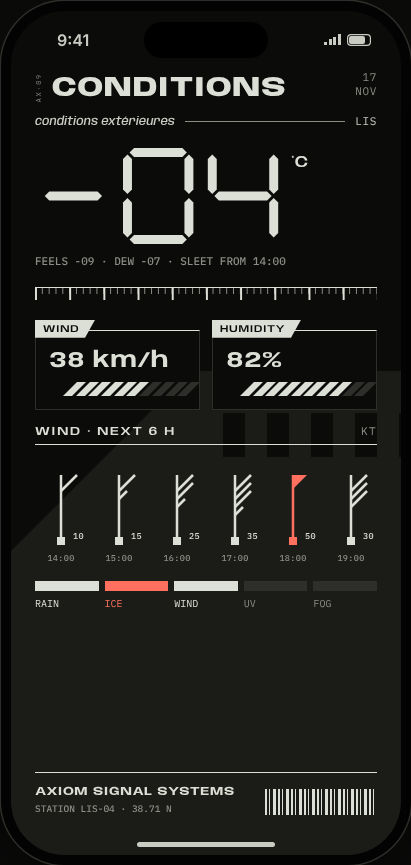 9:41
AX-09
CONDITIONS
17
NOV
conditions extérieures
LIS
-04
°C
FEELS -09 · DEW -07 · SLEET FROM 14:00
WIND
38 km/h
HUMIDITY
82%
WIND · NEXT 6 H
KT
10 15 25 35 50 30
14:00 15:00 16:00 17:00 18:00 19:00
RAIN ICE WIND UV FOG
AXIOM SIGNAL SYSTEMS
STATION LIS-04 · 38.71 N